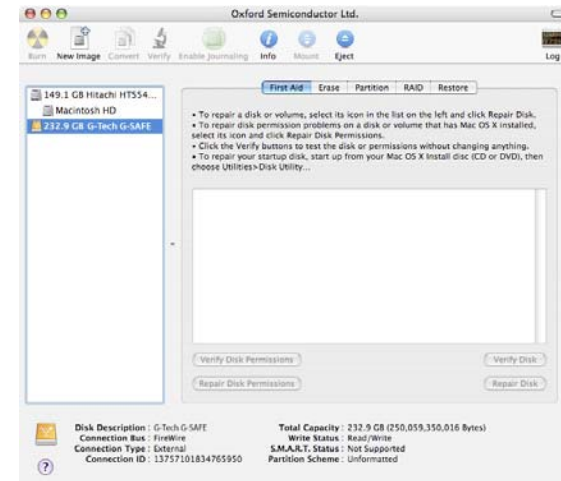 Oxford Semiconductor Ltd.
Burn New Image Convert Verify Enable Journaling Info Mount Eject Log
149.1 GB Hitachi HT554...
Macintosh HD
232.9 GB G-Tech G-SAFE
First Aid Erase Partition RAID Restore
• To repair a disk or volume, select its icon in the list on the left and click Repair Disk.
• To repair disk permission problems on a disk or volume that has Mac OS X installed,
select its icon and click Repair Disk Permissions.
• Click the Verify buttons to test the disk or permissions without changing anything.
• To repair your startup disk, start up from your Mac OS X Install disc (CD or DVD), then
choose Utilities>Disk Utility...
Verify Disk Permissions Verify Disk
Repair Disk Permissions Repair Disk
Disk Description : G-Tech G-SAFE Total Capacity : 232.9 GB (250,059,350,016 Bytes)
Connection Bus : FireWire Write Status : Read/Write
Connection Type : External S.M.A.R.T. Status : Not Supported
Connection ID : 13757101834765950 Partition Scheme : Unformatted
?